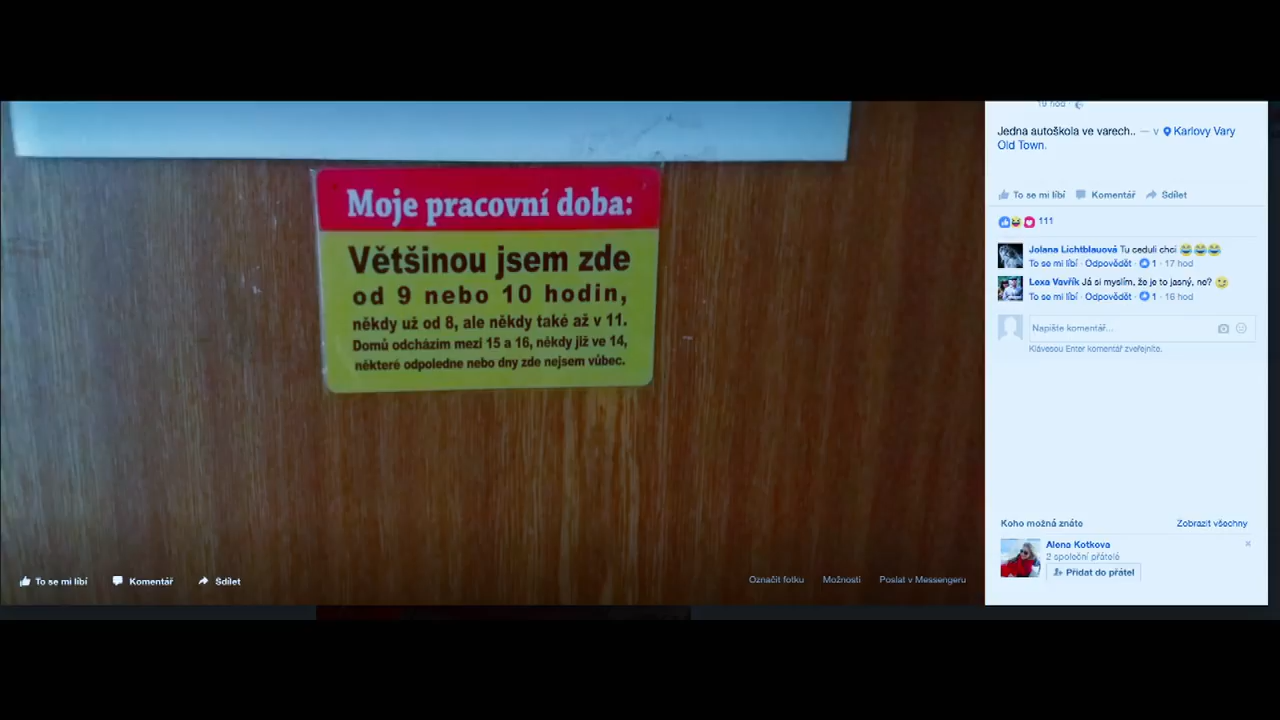 Moje pracovní doba:
Většinou jsem zde
od 9 nebo 10 hodin,
někdy už od 8, ale někdy také až v 11.
Domů odcházím mezi 15 a 16, někdy již ve 14,
některé odpoledne nebo dny zde nejsem vůbec.
To se mi líbí
Komentář
Sdílet
Označit fotku
Možnosti
Poslat v Messengeru
19 hod ·
Jedna autoškola ve varech.. — v Karlovy Vary
Old Town.
To se mi líbí Komentář Sdílet
111
Jolana Lichtblauová Tu ceduli chci 😂😂😂
To se mi líbí · Odpovědět · 1 · 17 hod
Lexa Vavřík Já si myslím, že je to jasný, ne? 😉
To se mi líbí · Odpovědět · 1 · 16 hod
Napište komentář...
Klávesou Enter komentář zveřejníte.
Koho možná znáte
Zobrazit všechny
Alena Kotkova
2 společní přátelé
Přidat do přátel